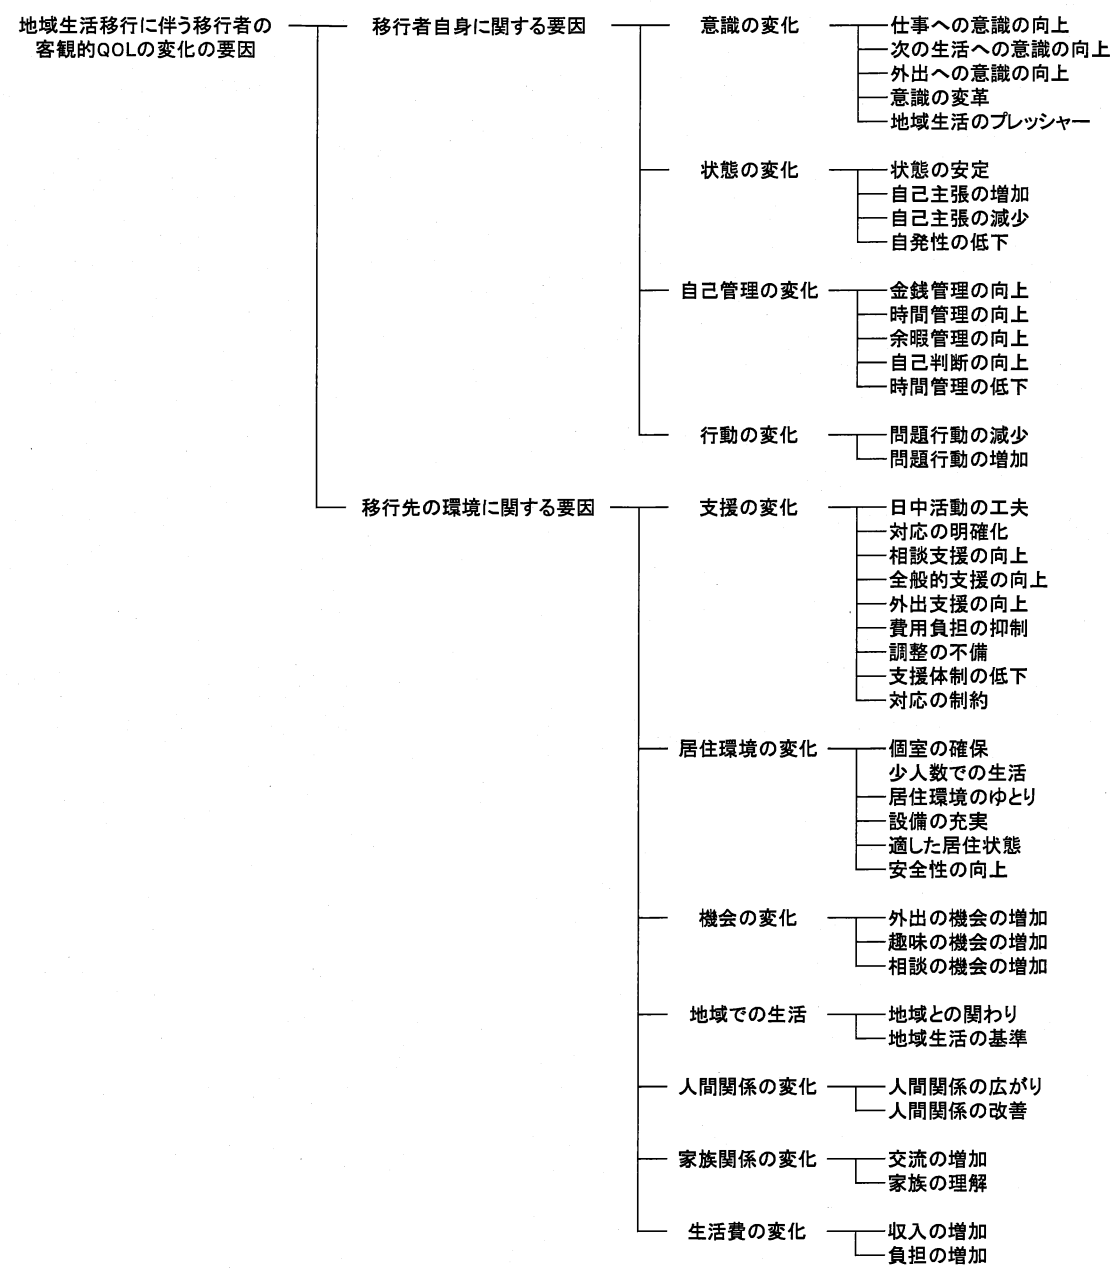 地域生活移行に伴う移行者の
客観的QOLの変化の要因
移行者自身に関する要因
意識の変化
仕事への意識の向上
次の生活への意識の向上
外出への意識の向上
意識の変革
地域生活のプレッシャー
状態の変化
状態の安定
自己主張の増加
自己主張の減少
自発性の低下
自己管理の変化
金銭管理の向上
時間管理の向上
余暇管理の向上
自己判断の向上
時間管理の低下
行動の変化
問題行動の減少
問題行動の増加
移行先の環境に関する要因
支援の変化
日中活動の工夫
対応の明確化
相談支援の向上
全般的支援の向上
外出支援の向上
費用負担の抑制
調整の不備
支援体制の低下
対応の制約
居住環境の変化
個室の確保
少人数での生活
居住環境のゆとり
設備の充実
適した居住状態
安全性の向上
機会の変化
外出の機会の増加
趣味の機会の増加
相談の機会の増加
地域での生活
地域との関わり
地域生活の基準
人間関係の変化
人間関係の広がり
人間関係の改善
家族関係の変化
交流の増加
家族の理解
生活費の変化
収入の増加
負担の増加